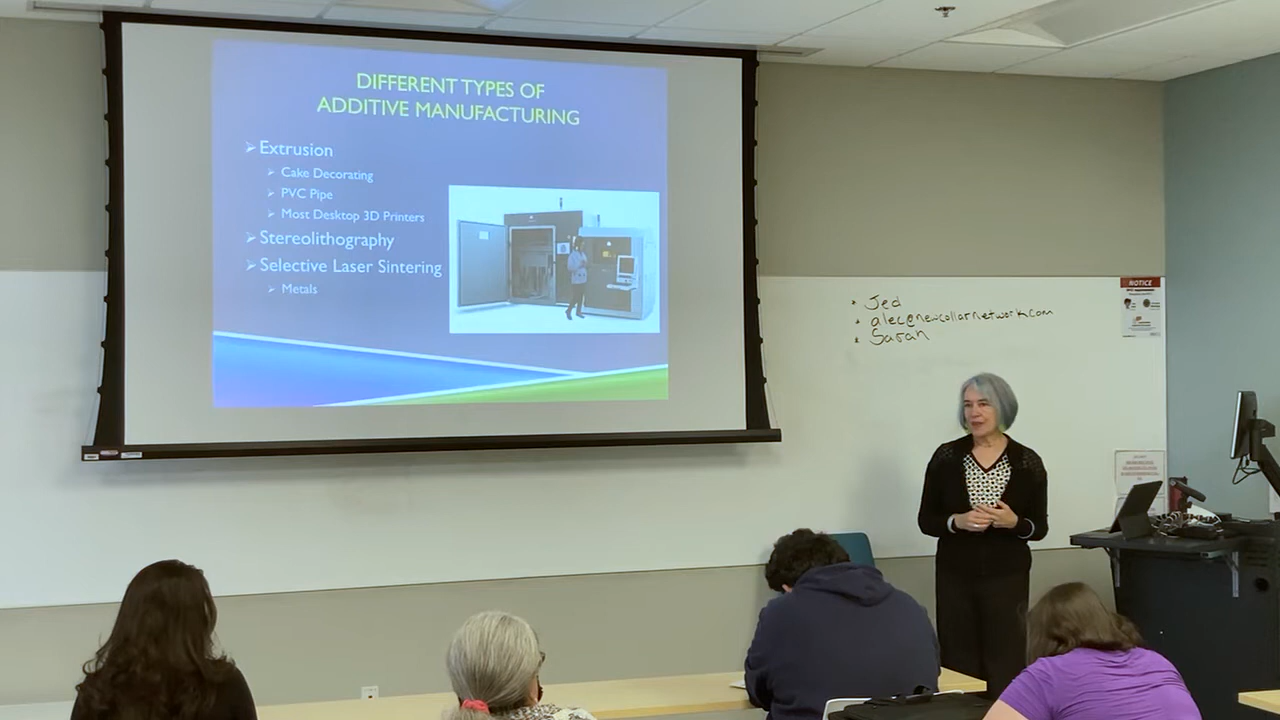 DIFFERENT TYPES OF
ADDITIVE MANUFACTURING
Extrusion
Cake Decorating
PVC Pipe
Most Desktop 3D Printers
Stereolithography
Selective Laser Sintering
Metals
* Jed
* alec@newcollarnetwork.com
* Sarah
NOTICE